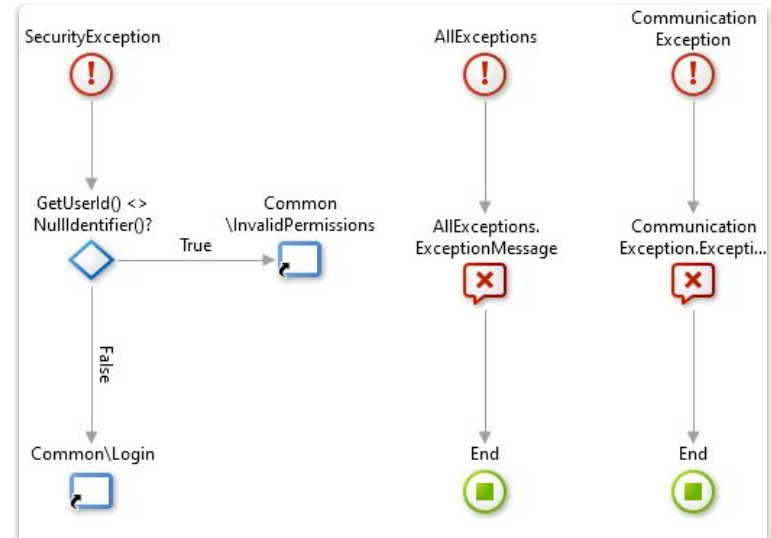 SecurityException
AllExceptions
Communication
Exception
GetUserId() <>
NullIdentifier()?
True
Common
\InvalidPermissions
AllExceptions.
ExceptionMessage
Communication
Exception.Excepti...
False
Common\Login
End
End